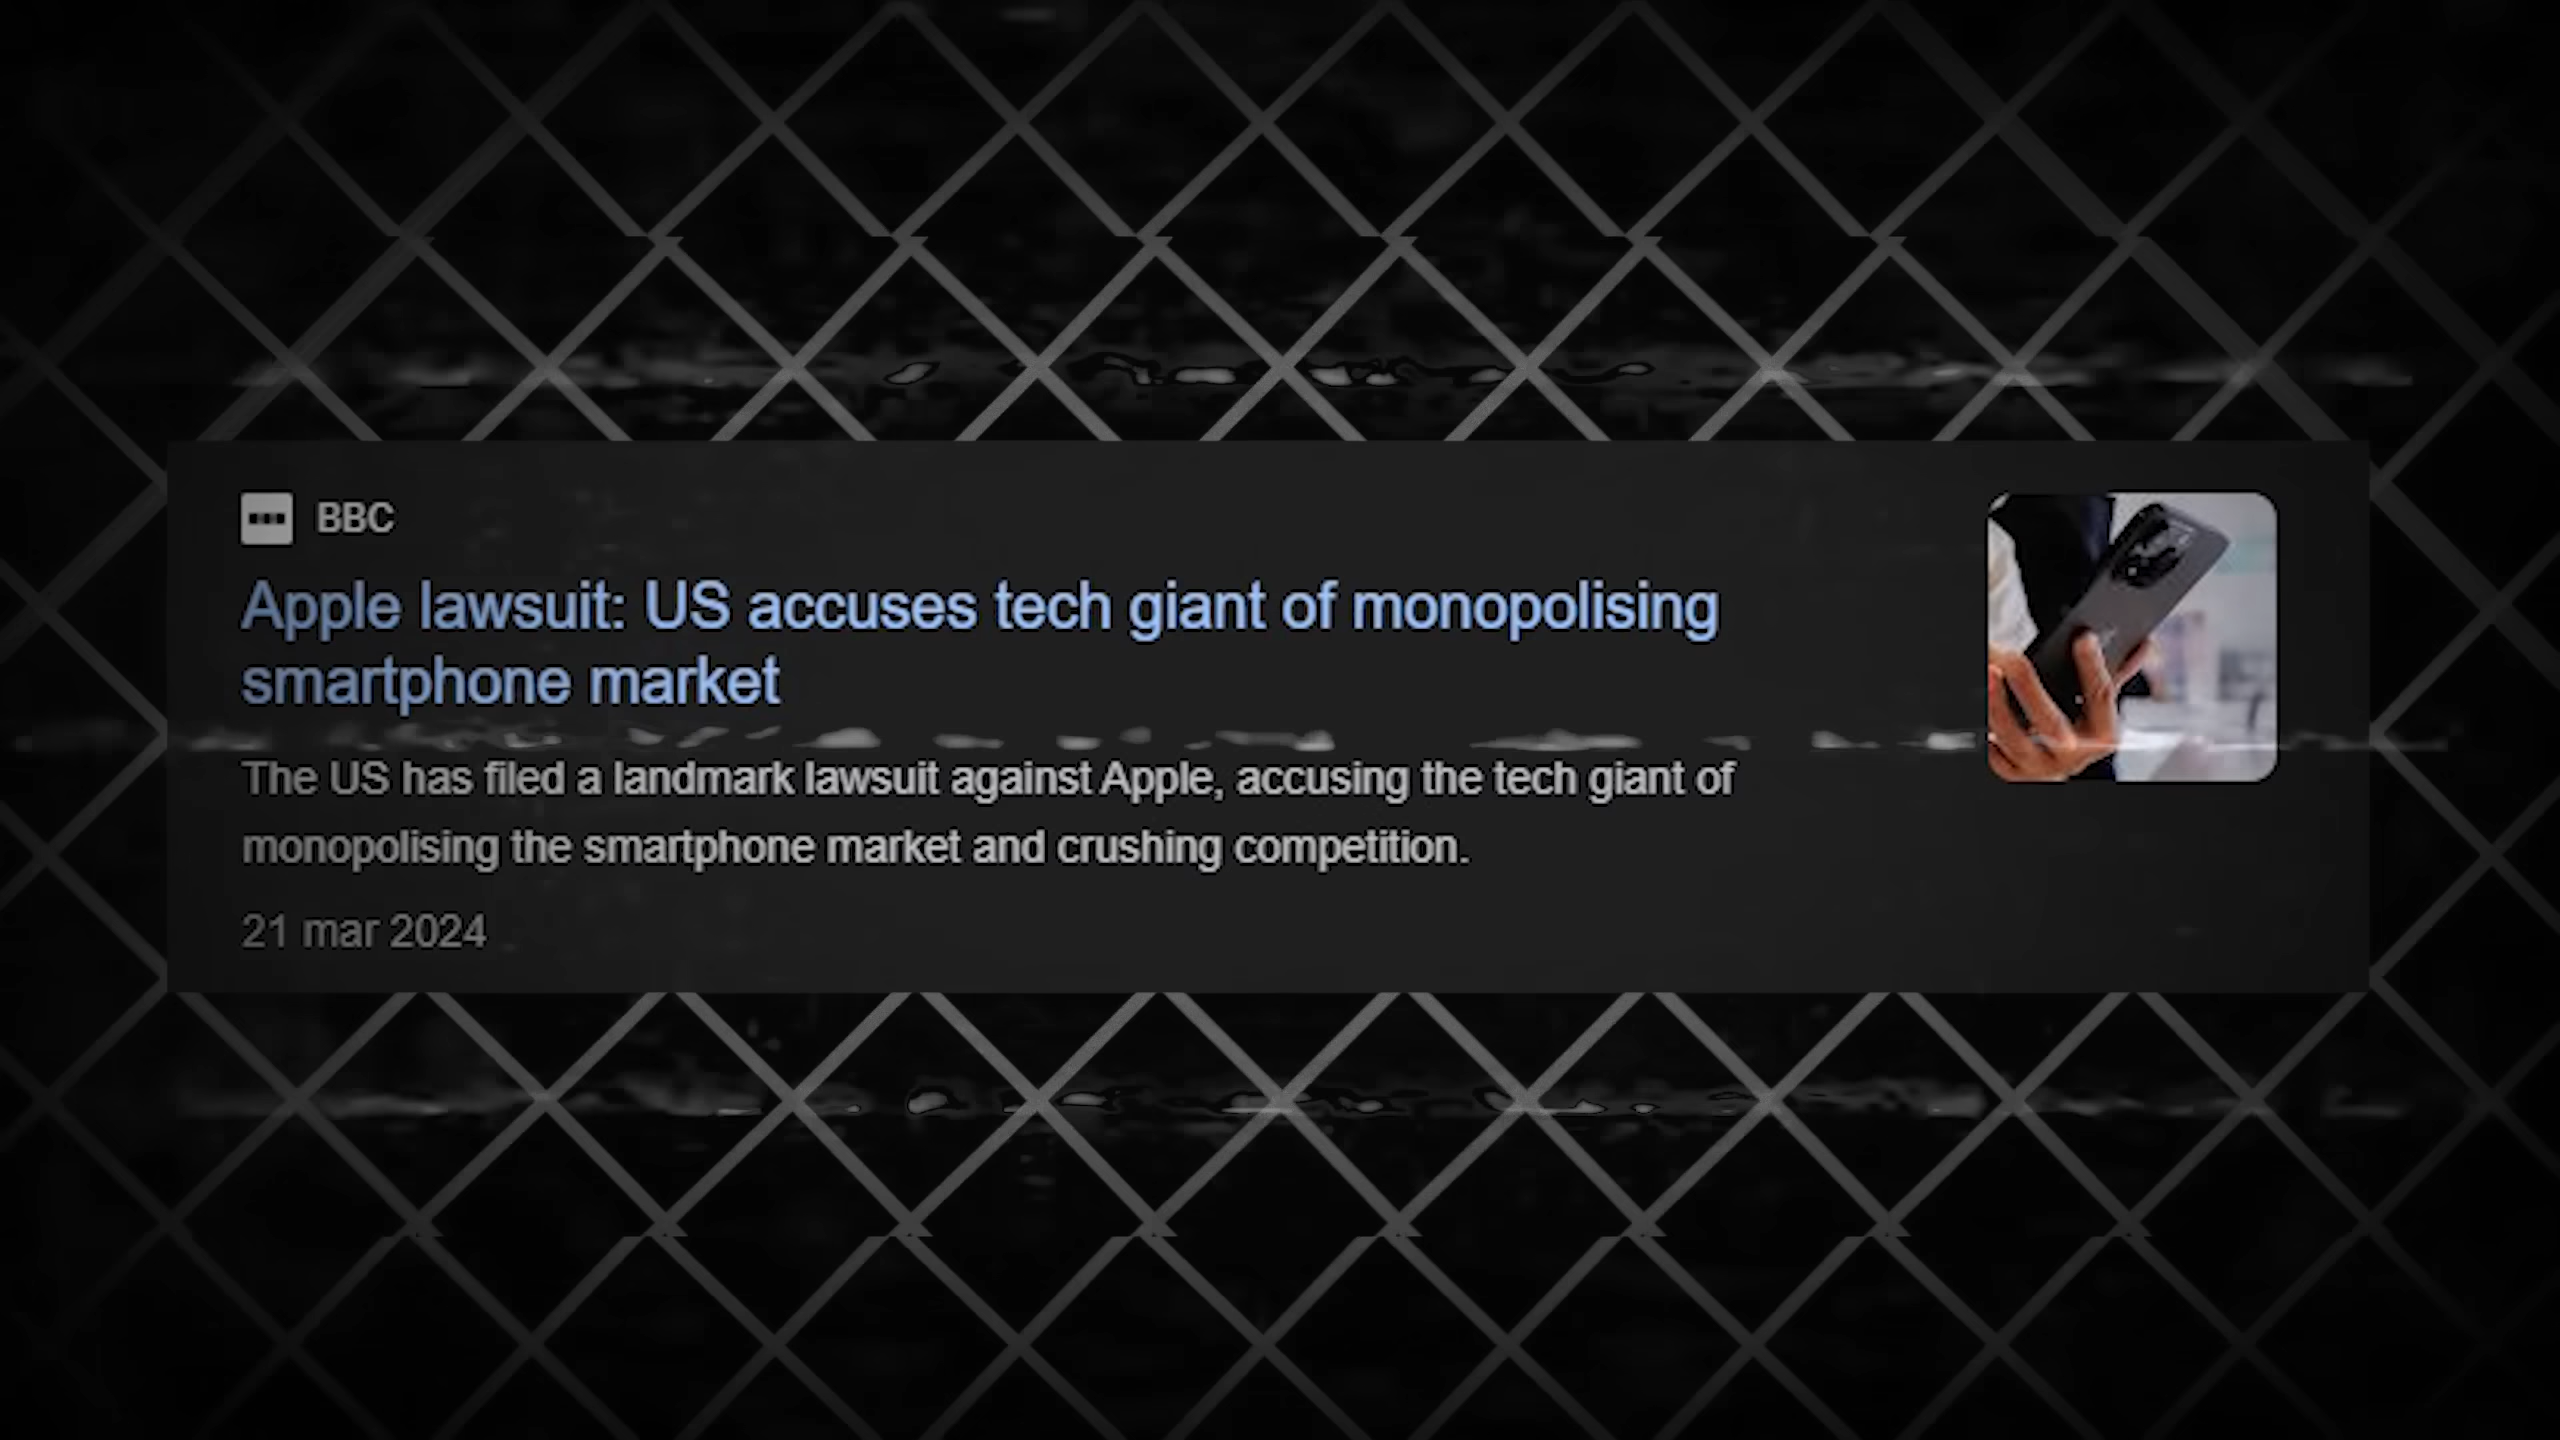 BBC
Apple lawsuit: US accuses tech giant of monopolising
smartphone market
The US has filed a landmark lawsuit against Apple, accusing the tech giant of
monopolising the smartphone market and crushing competition.
21 mar 2024